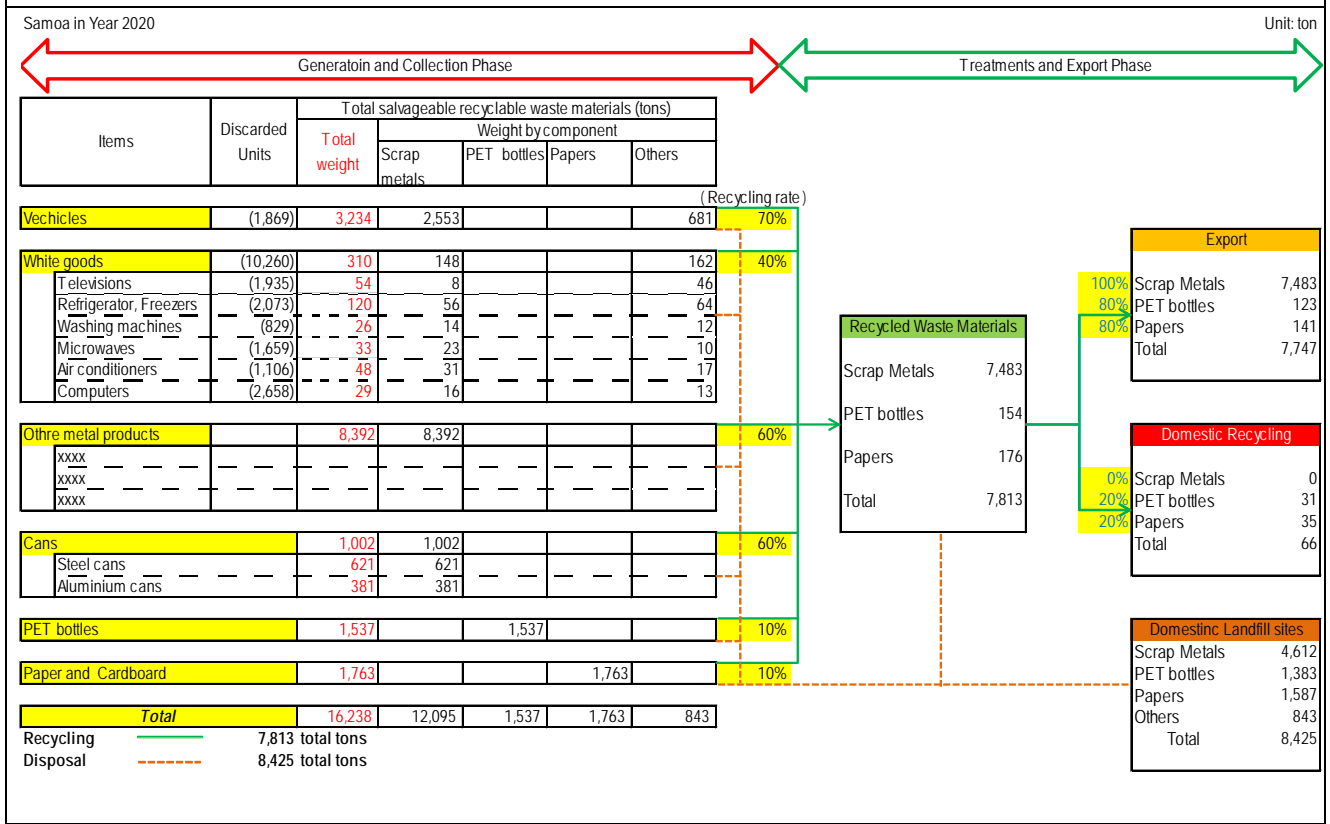 Samoa in Year 2020 Unit: ton
Generatoin and Collection Phase Treatments and Export Phase
Items Discarded Units Total salvageable recyclable waste materials (tons)
Total weight Weight by component
Scrap metals PET bottles Papers Others
(Recycling rate)
Vechicles (1,869) 3,234 2,553 681 70%
White goods (10,260) 310 148 162 40%
Televisions (1,935) 54 8 46
Refrigerator, Freezers (2,073) 120 56 64
Washing machines (829) 26 14 12
Microwaves (1,659) 33 23 10
Air conditioners (1,106) 48 31 17
Computers (2,658) 29 16 13
Othre metal products 8,392 8,392 60%
xxxx
xxxx
xxxx
Cans 1,002 1,002 60%
Steel cans 621 621
Aluminium cans 381 381
PET bottles 1,537 1,537 10%
Paper and Cardboard 1,763 1,763 10%
Total 16,238 12,095 1,537 1,763 843
Recycling 7,813 total tons
Disposal 8,425 total tons
Recycled Waste Materials
Scrap Metals 7,483
PET bottles 154
Papers 176
Total 7,813
Export
100% Scrap Metals 7,483
80% PET bottles 123
80% Papers 141
Total 7,747
Domestic Recycling
0% Scrap Metals 0
20% PET bottles 31
20% Papers 35
Total 66
Domestinc Landfill sites
Scrap Metals 4,612
PET bottles 1,383
Papers 1,587
Others 843
Total 8,425